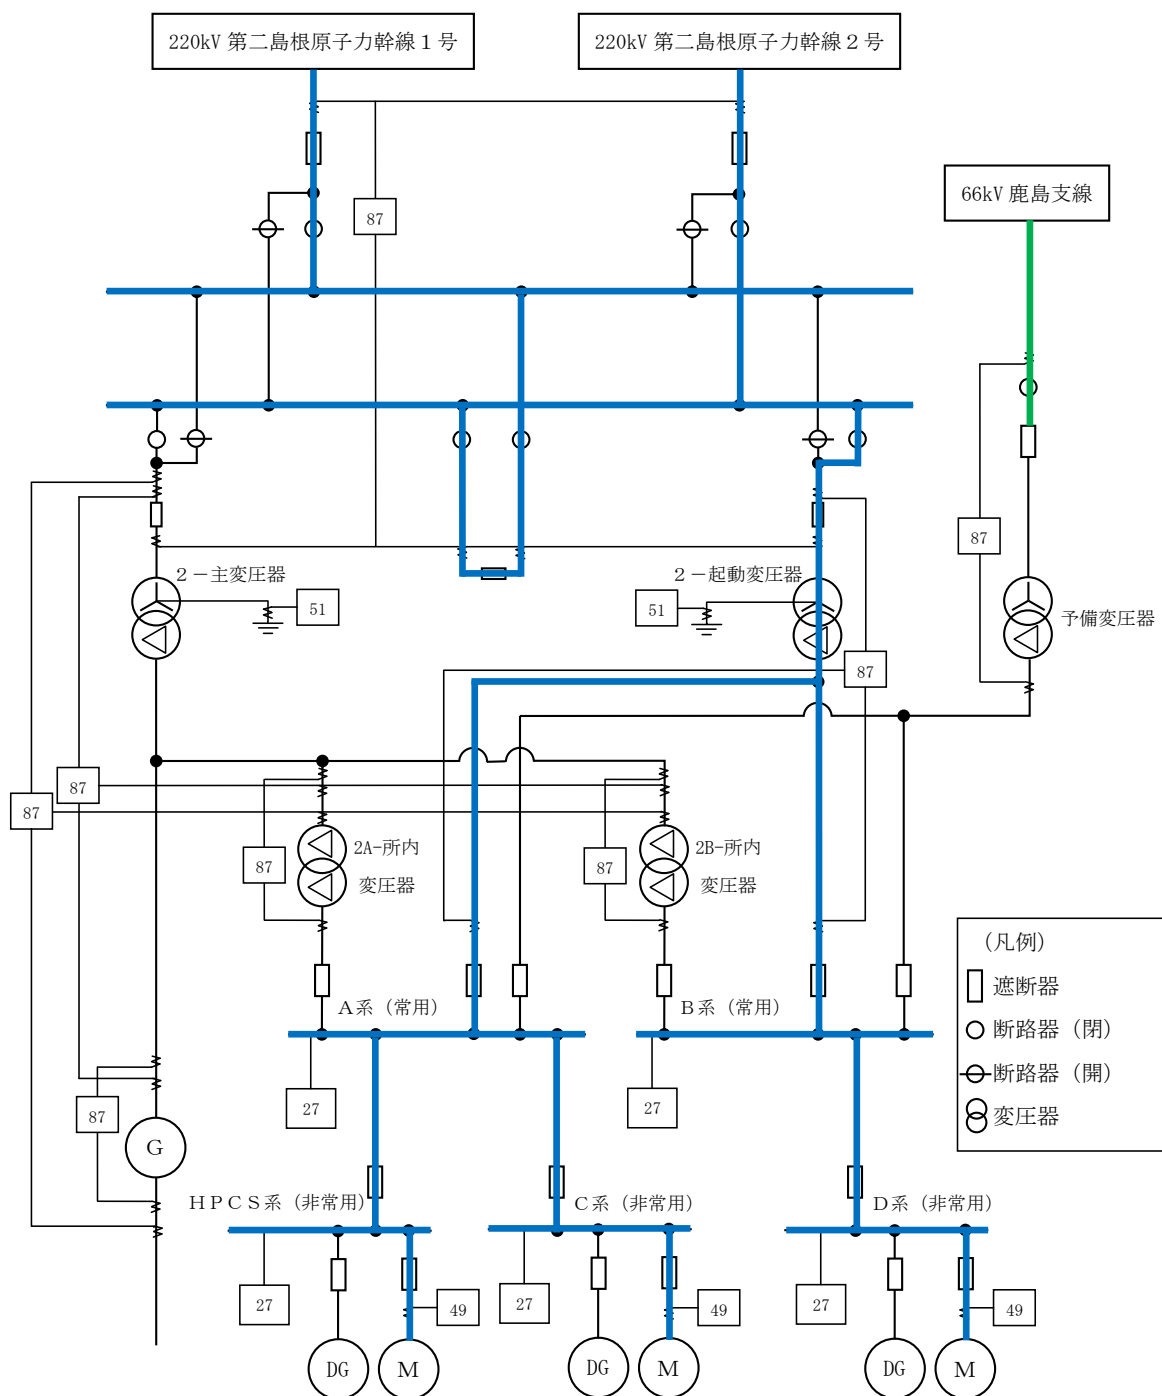 220kV 第二島根原子力幹線１号
220kV 第二島根原子力幹線２号
66kV 鹿島支線
87
87
２－主変圧器
51
２－起動変圧器
51
予備変圧器
87
87
87
87
2A-所内
変圧器
87
2B-所内
変圧器
(凡例)
遮断器
断路器（閉）
断路器（開）
変圧器
Ａ系（常用）
Ｂ系（常用）
27
27
87
G
ＨＰＣＳ系（非常用）
Ｃ系（非常用）
Ｄ系（非常用）
27
49
27
49
27
49
DG
M
DG
M
DG
M